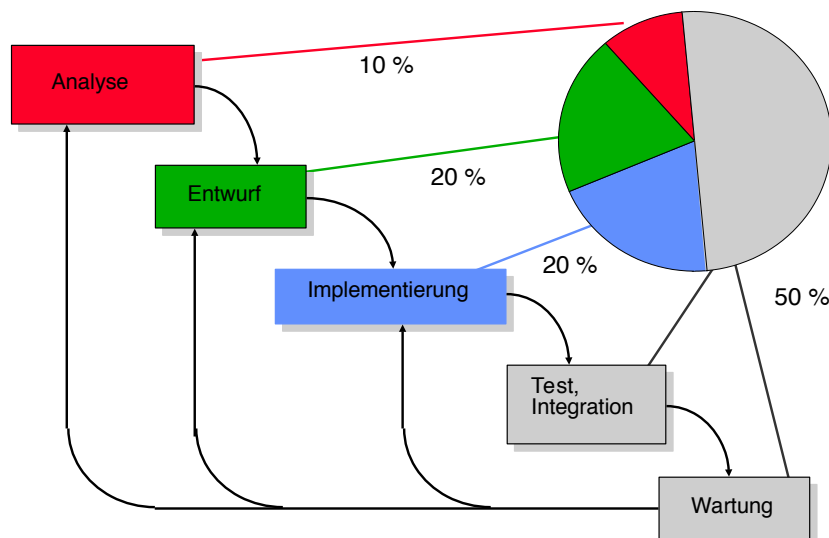 Analyse
10 %
Entwurf
20 %
Implementierung
20 %
50 %
Test,
Integration
Wartung